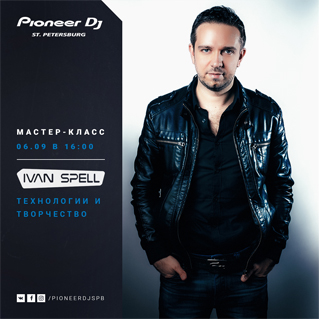 Pioneer Dj
ST. PETERSBURG
МАСТЕР-КЛАСС
06.09 В 16:00
IVAN SPELL
ТЕХНОЛОГИИ И
ТВОРЧЕСТВО
/PIONEERDJSPB